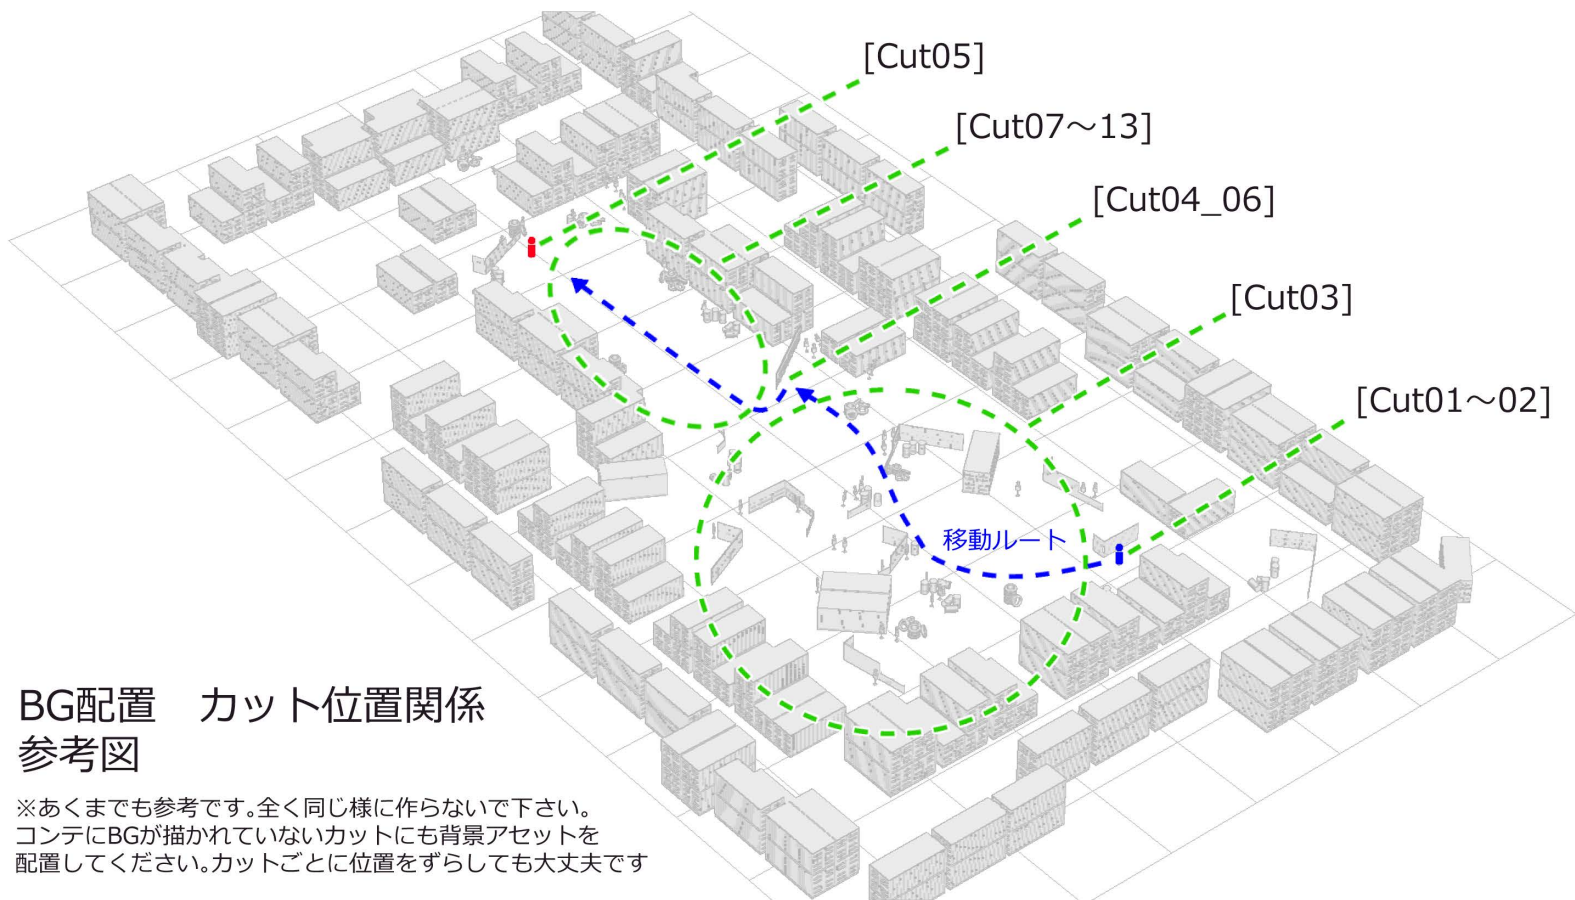 [Cut05]
[Cut07～13]
[Cut04_06]
[Cut03]
[Cut01～02]
移動ルート
BG配置　カット位置関係
参考図
※あくまでも参考です。全く同じ様に作らないで下さい。
コンテにBGが描かれていないカットにも背景アセットを
配置してください。カットごとに位置をずらしても大丈夫です